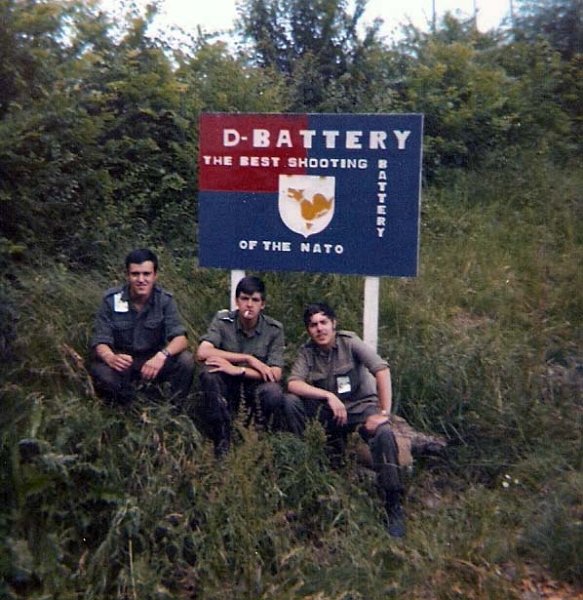 D-BATTERY
THE BEST SHOOTING
BATTERY
OF THE NATO